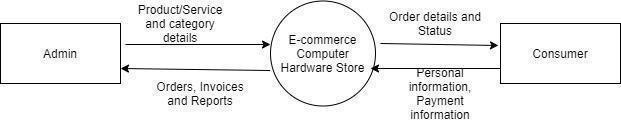 Product/Service
and category
details
Admin
Orders, Invoices
and Reports
E-commerce
Computer
Hardware Store
Order details and
Status
Personal
information,
Payment
information
Consumer